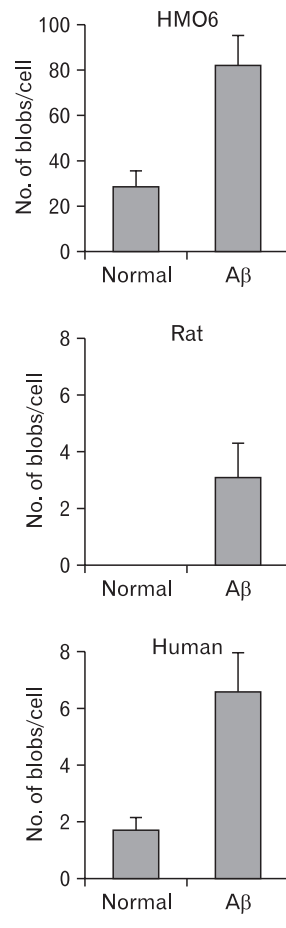 HMO6
No. of blobs/cell
100
80
60
40
20
0
Normal Aβ
Rat
No. of blobs/cell
8
6
4
2
0
Normal Aβ
Human
No. of blobs/cell
8
6
4
2
0
Normal Aβ